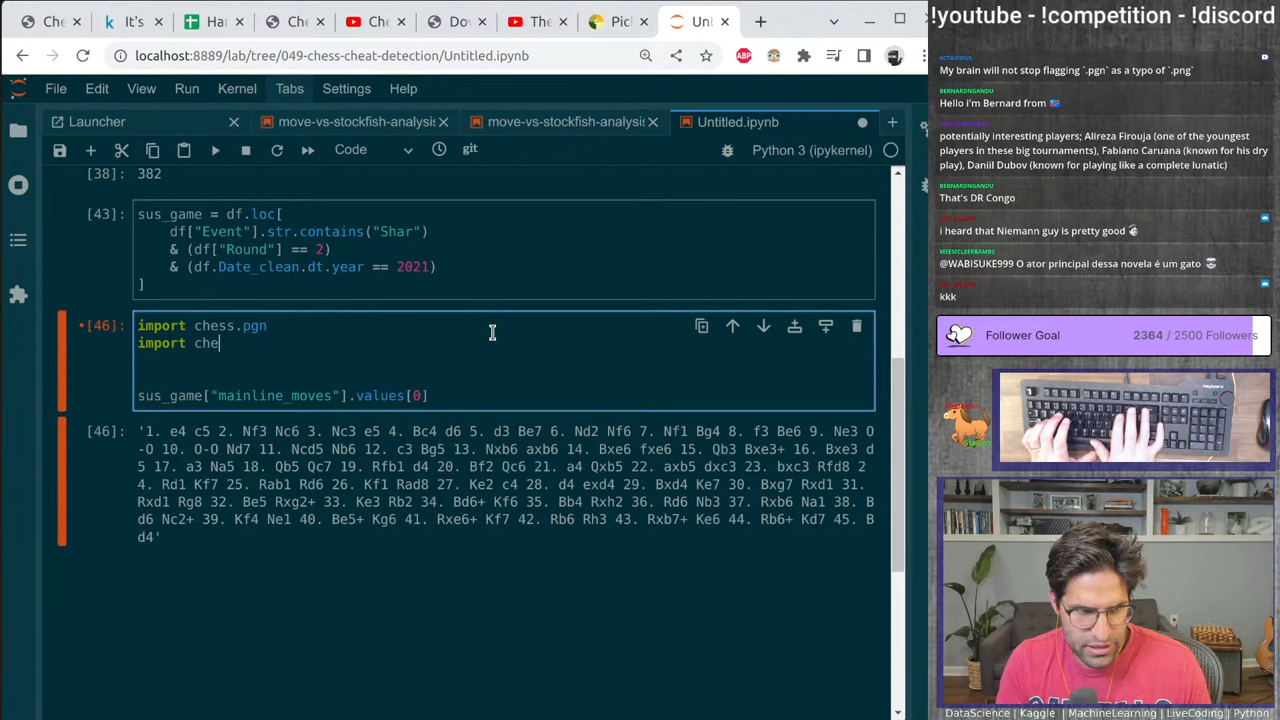 Che
It's
Har
Che
Che
Dov
The
Picl
Unt
localhost:8889/lab/tree/049-chess-cheat-detection/Untitled.ipynb
File Edit View Run Kernel Tabs Settings Help
Launcher
move-vs-stockfish-analysis
move-vs-stockfish-analysis
Untitled.ipynb
Code
git
Python 3 (ipykernel)
[38]: 382
[43]: sus_game = df.loc[
df["Event"].str.contains("Shar")
& (df["Round"] == 2)
& (df.Date_clean.dt.year == 2021)
]
•[46]: import chess.pgn
import che
sus_game["mainline_moves"].values[0]
[46]: '1. e4 c5 2. Nf3 Nc6 3. Nc3 e5 4. Bc4 d6 5. d3 Be7 6. Nd2 Nf6 7. Nf1 Bg4 8. f3 Be6 9. Ne3 O
-O 10. O-O Nd7 11. Ncd5 Nb6 12. c3 Bg5 13. Nxb6 axb6 14. Bxe6 fxe6 15. Qb3 Bxe3+ 16. Bxe3 d
5 17. a3 Na5 18. Qb5 Qc7 19. Rfb1 d4 20. Bf2 Qc6 21. a4 Qxb5 22. axb5 dxc3 23. bxc3 Rfd8 2
4. Rd1 Kf7 25. Rab1 Rd6 26. Kf1 Rad8 27. Ke2 c4 28. d4 exd4 29. Bxd4 Ke7 30. Bxg7 Rxd1 31.
Rxd1 Rg8 32. Be5 Rxg2+ 33. Ke3 Rb2 34. Bd6+ Kf6 35. Bb4 Rxh2 36. Rd6 Nb3 37. Rxb6 Na1 38. B
d6 Nc2+ 39. Kf4 Ne1 40. Be5+ Kg6 41. Rxe6+ Kf7 42. Rb6 Rh3 43. Rxb7+ Ke6 44. Rb6+ Kd7 45. B
d4'
!youtube - !competition - !discord
My brain will not stop flagging `.pgn` as a typo of `.png`
BERNARDNGANDU
Hello i'm Bernard from
potentially interesting players; Alireza Firouja (one of the youngest
players in these big tournaments), Fabiano Caruana (known for his dry
play), Daniil Dubov (known for playing like a complete lunatic)
BERNARDNGANDU
That's DR Congo
i heard that Niemann guy is pretty good
MEEMCLEERBAMBS
@WABISUKE999 O ator principal dessa novela é um gato
kkk
Follower Goal 2364 / 2500 Followers
Stallion
DataScience | Kaggle | MachineLearning | LiveCoding | Python